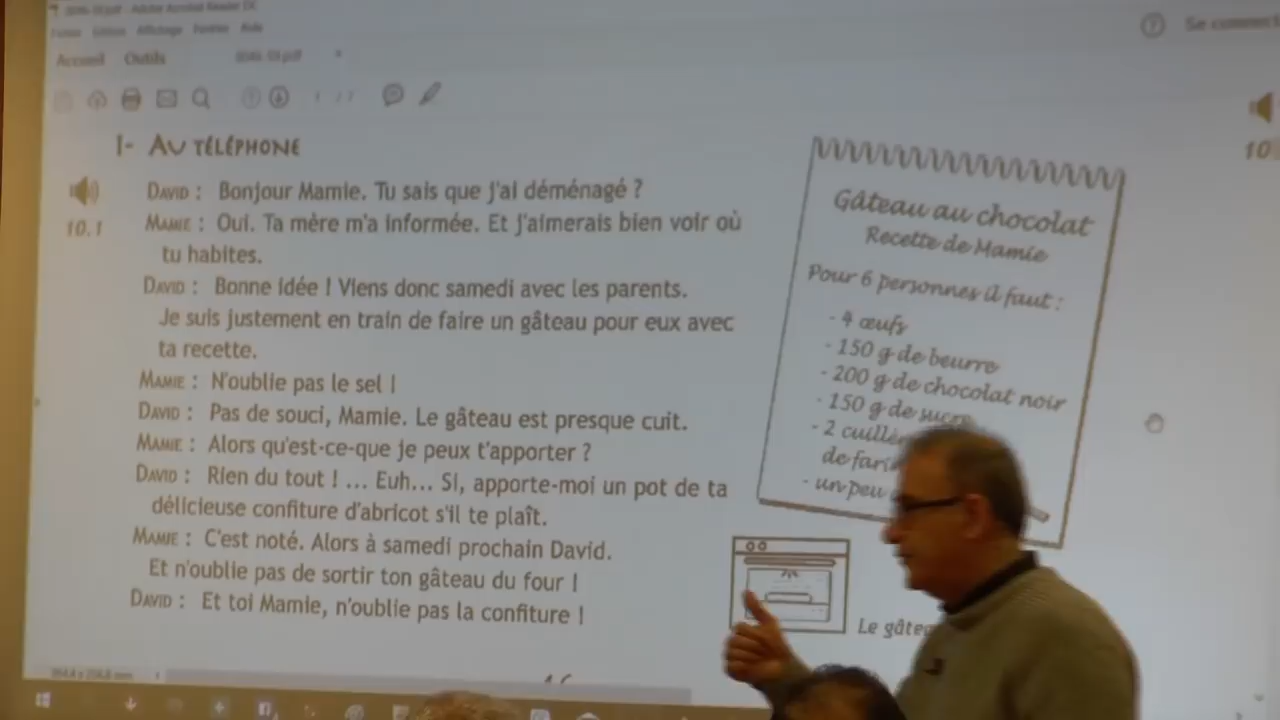 Accueil Outils
Se connect
I- AU TÉLÉPHONE
10.1
DAVID : Bonjour Mamie. Tu sais que j'ai déménagé ?
MAMIE : Oui. Ta mère m'a informée. Et j'aimerais bien voir où
tu habites.
DAVID : Bonne idée ! Viens donc samedi avec les parents.
Je suis justement en train de faire un gâteau pour eux avec
ta recette.
MAMIE : N'oublie pas le sel !
DAVID : Pas de souci, Mamie. Le gâteau est presque cuit.
MAMIE : Alors qu'est-ce-que je peux t'apporter ?
DAVID : Rien du tout ! ... Euh... Si, apporte-moi un pot de ta
délicieuse confiture d'abricot s'il te plaît.
MAMIE : C'est noté. Alors à samedi prochain David.
Et n'oublie pas de sortir ton gâteau du four !
DAVID : Et toi Mamie, n'oublie pas la confiture !
Gâteau au chocolat
Recette de Mamie
Pour 6 personnes il faut :
- 4 œufs
- 150 g de beurre
- 200 g de chocolat noir
- 150 g de sucre
- 2 cuillè
de fari
- un peu
Le gâte
10